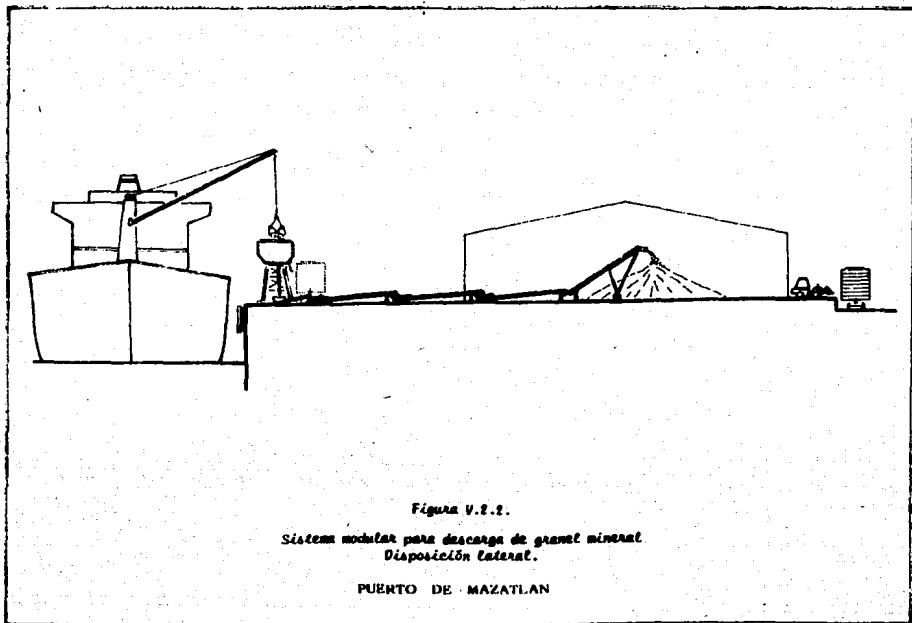 Figura V.2.2.
Sistema modular para descarga de granel mineral
Disposición lateral.
PUERTO DE MAZATLAN